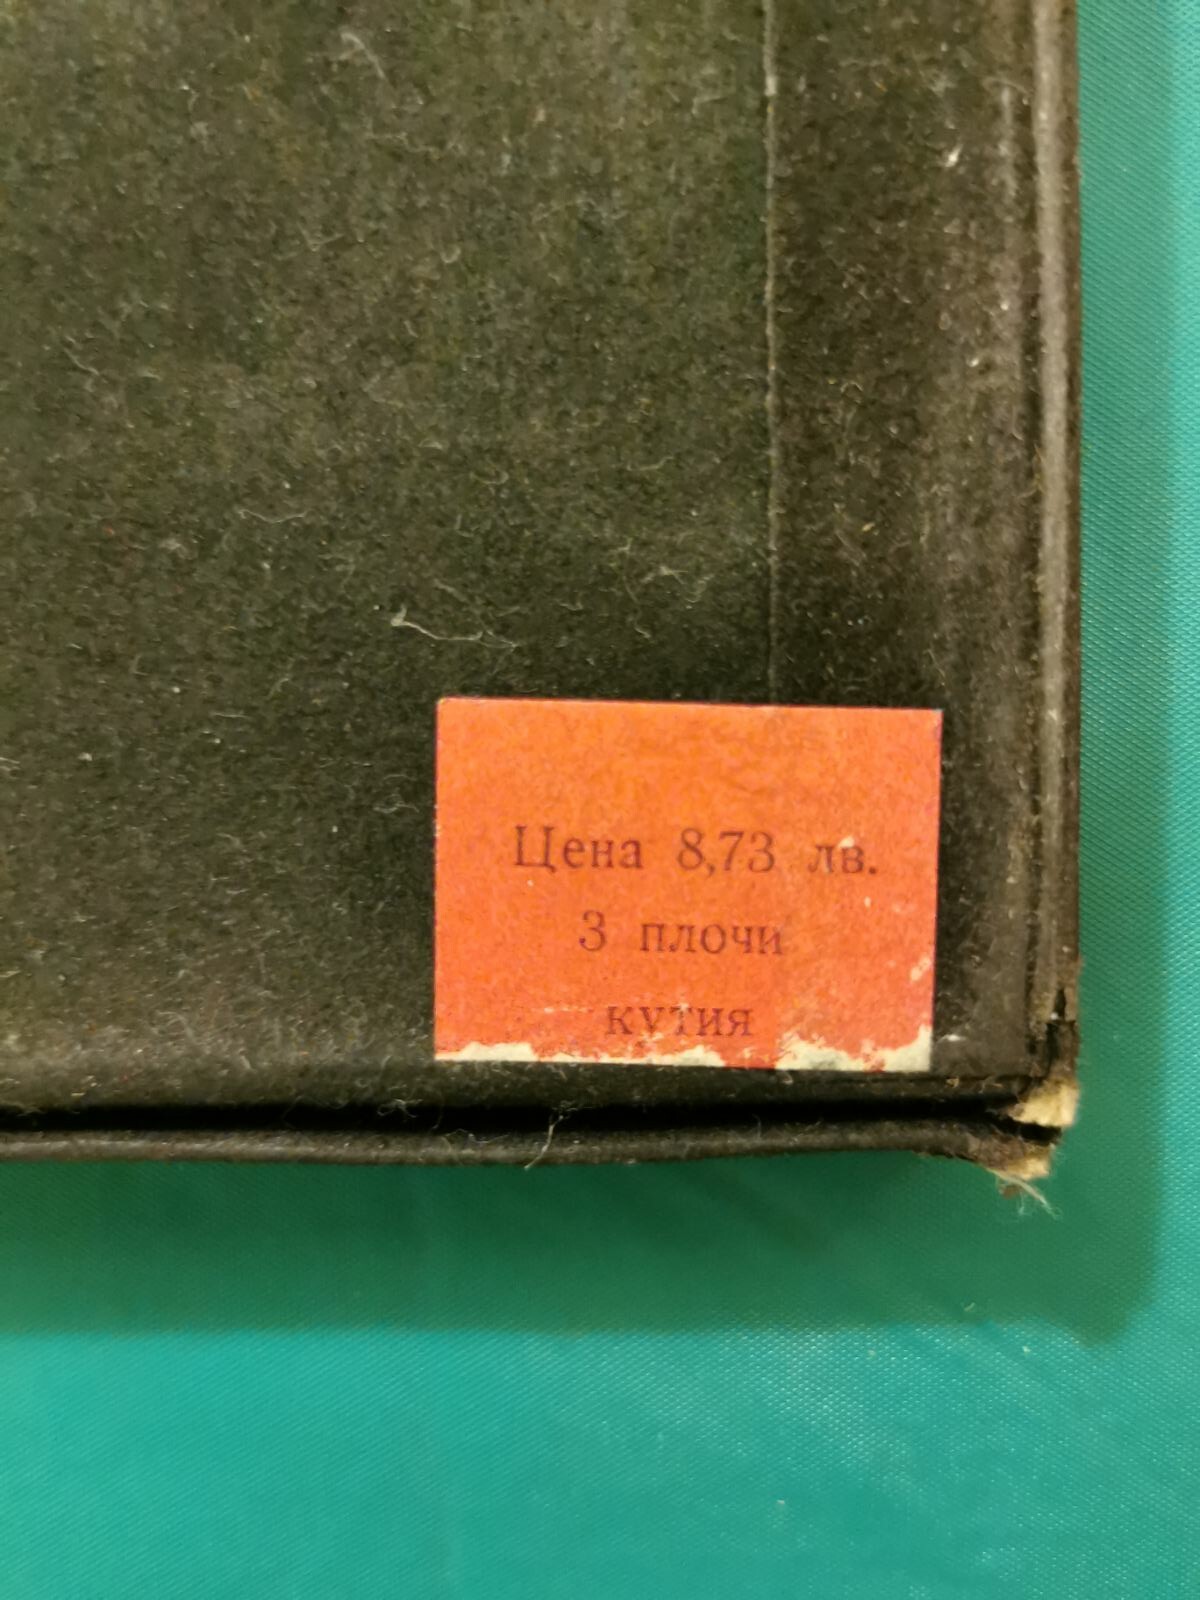 Цена 8,73 лв.
3 плочи
кутия